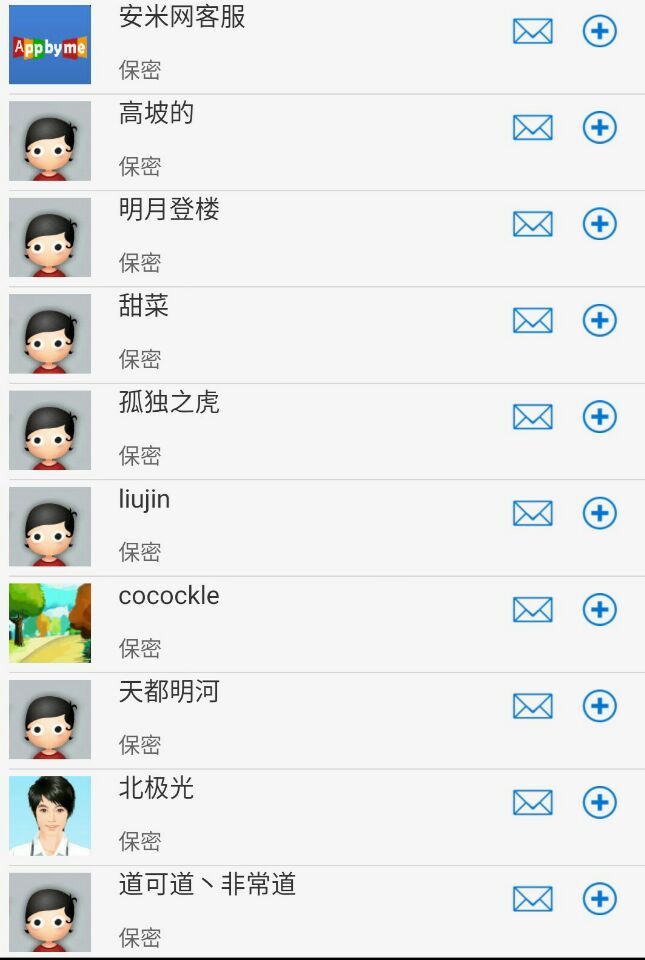 安米网客服
Appbyme
保密
高坡的
保密
明月登楼
保密
甜菜
保密
孤独之虎
保密
liujin
保密
cocockle
保密
天都明河
保密
北极光
保密
道可道丶非常道
保密